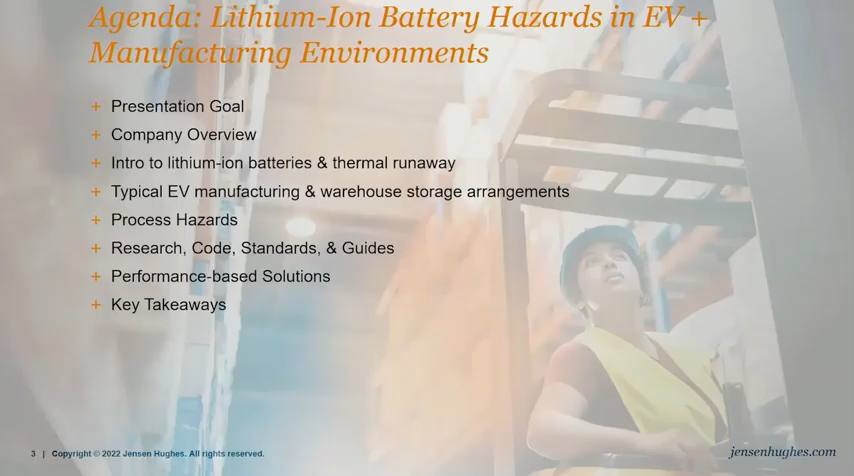 Agenda: Lithium-Ion Battery Hazards in EV +
Manufacturing Environments
+ Presentation Goal
+ Company Overview
+ Intro to lithium-ion batteries & thermal runaway
+ Typical EV manufacturing & warehouse storage arrangements
+ Process Hazards
+ Research, Code, Standards, & Guides
+ Performance-based Solutions
+ Key Takeaways
3 | Copyright © 2022 Jensen Hughes. All rights reserved.
jensenhughes.com